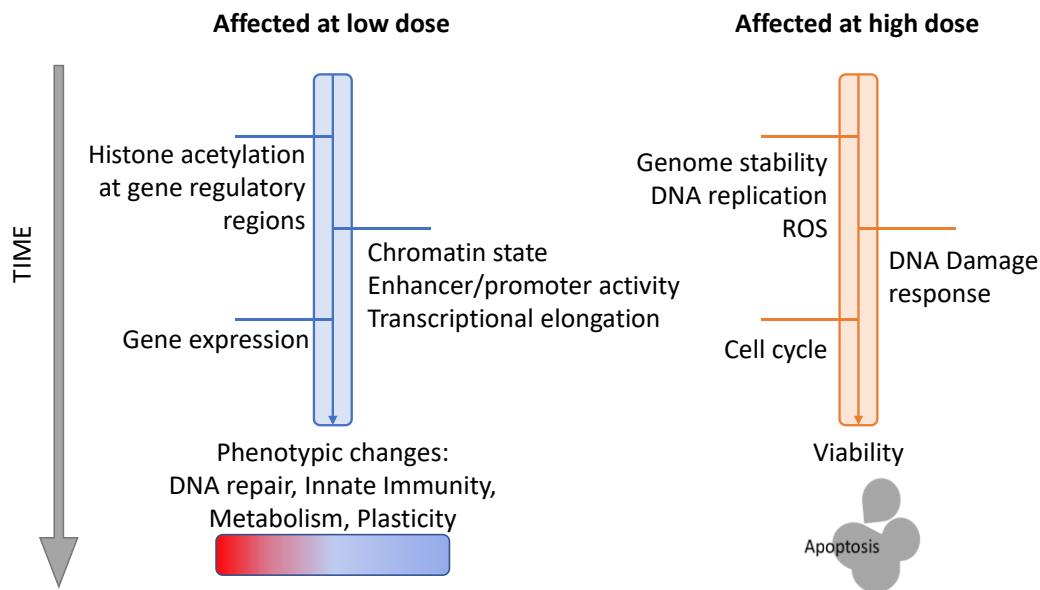 Affected at low dose
Affected at high dose
TIME
Histone acetylation
at gene regulatory
regions
Chromatin state
Enhancer/promoter activity
Transcriptional elongation
Gene expression
Phenotypic changes:
DNA repair, Innate Immunity,
Metabolism, Plasticity
Genome stability
DNA replication
ROS
DNA Damage
response
Cell cycle
Viability
Apoptosis